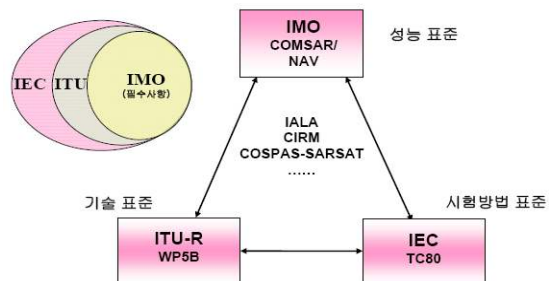 IMO
COMSAR/
NAV
성능 표준
IEC
ITU
IMO
(필수사항)
IALA
CIRM
COSPAS-SARSAT
......
기술 표준
시험방법 표준
ITU-R
WP5B
IEC
TC80